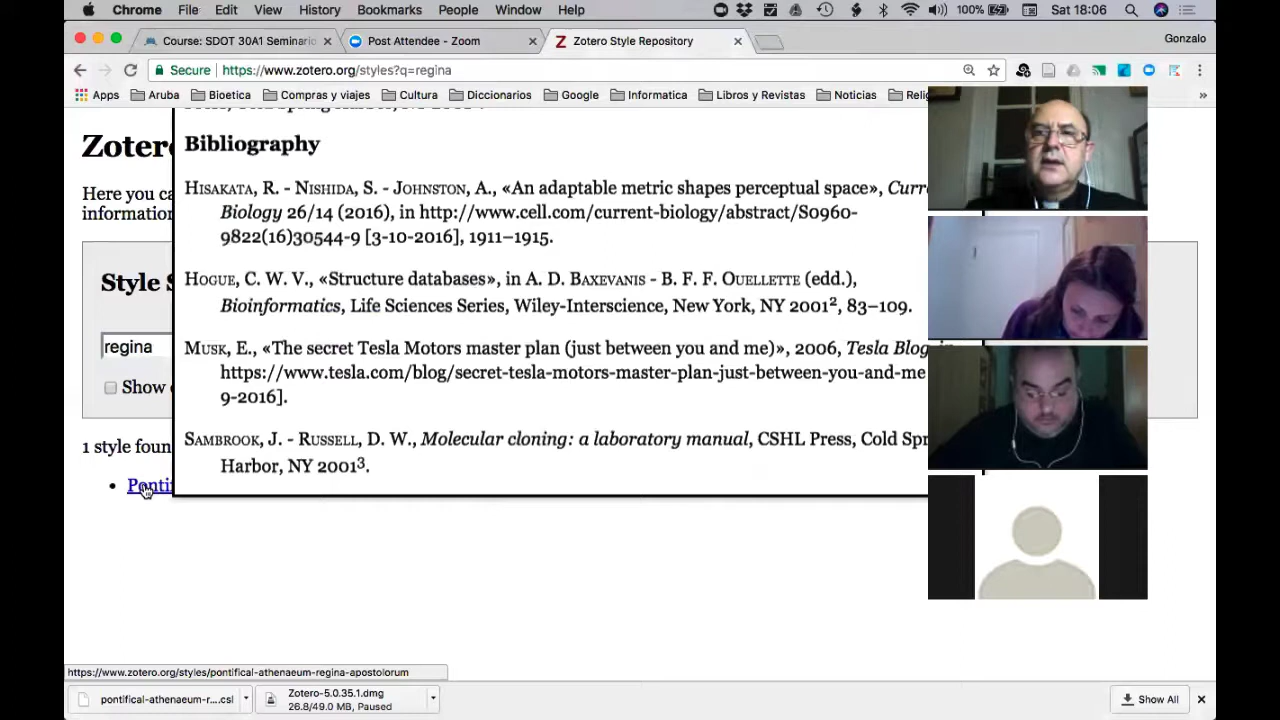 Chrome File Edit View History Bookmarks People Window Help 100% Sat 18:06
Course: SDOT 30A1 Seminario Post Attendee - Zoom Zotero Style Repository Gonzalo
Secure https://www.zotero.org/styles?q=regina
Apps Aruba Bioetica Compras y viajes Cultura Diccionarios Google Informatica Libros y Revistas Noticias
Bibliography
HISAKATA, R. - NISHIDA, S. - JOHNSTON, A., «An adaptable metric shapes perceptual space»,
Biology 26/14 (2016), in http://www.cell.com/current-biology/abstract/S0960-
9822(16)30544-9 [3-10-2016], 1911–1915.
HOGUE, C. W. V., «Structure databases», in A. D. BAXEVANIS - B. F. F. OUELLETTE (edd.),
Bioinformatics, Life Sciences Series, Wiley-Interscience, New York, NY 2001², 83–109.
MUSK, E., «The secret Tesla Motors master plan (just between you and me)», 2006, Tesla Blog, in
https://www.tesla.com/blog/secret-tesla-motors-master-plan-just-between-you-and-me
9-2016].
SAMBROOK, J. - RUSSELL, D. W., Molecular cloning: a laboratory manual, CSHL Press, Cold Spr
Harbor, NY 2001³.
Zotero
Here you ca
information
Style S
regina
Show
1 style foun
Ponti
https://www.zotero.org/styles/pontifical-athenaeum-regina-apostolorum
pontifical-athenaeum-r....csl Zotero-5.0.35.1.dmg Show All
26.8/49.0 MB, Paused